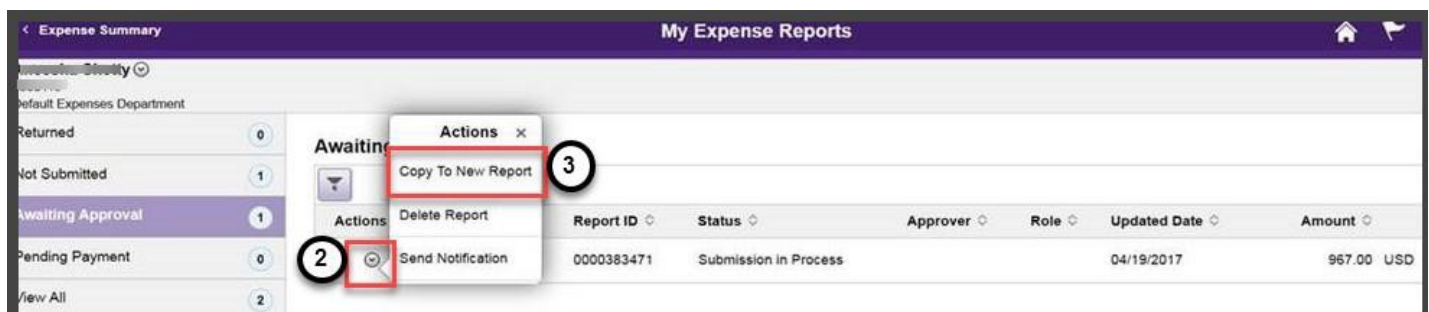 Expense Summary
My Expense Reports
Default Expenses Department
Returned 0
Not Submitted 1
Awaiting Approval 1
Pending Payment 0
View All 2
Awaiting
Actions ×
Copy To New Report
3
Delete Report
Send Notification
Actions Report ID Status Approver Role Updated Date Amount
2
0000383471 Submission in Process 04/19/2017 967.00 USD